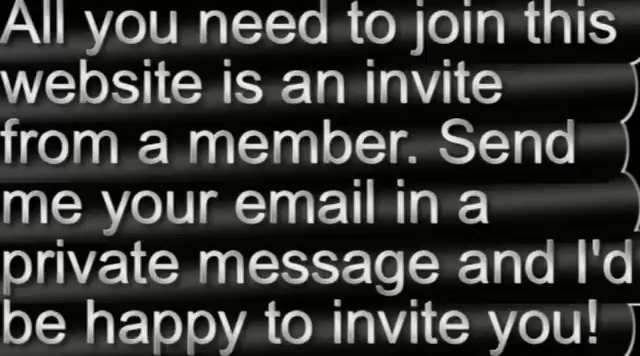 All you need to join this
website is an invite
from a member. Send
me your email in a
private message and I'd
be happy to invite you!